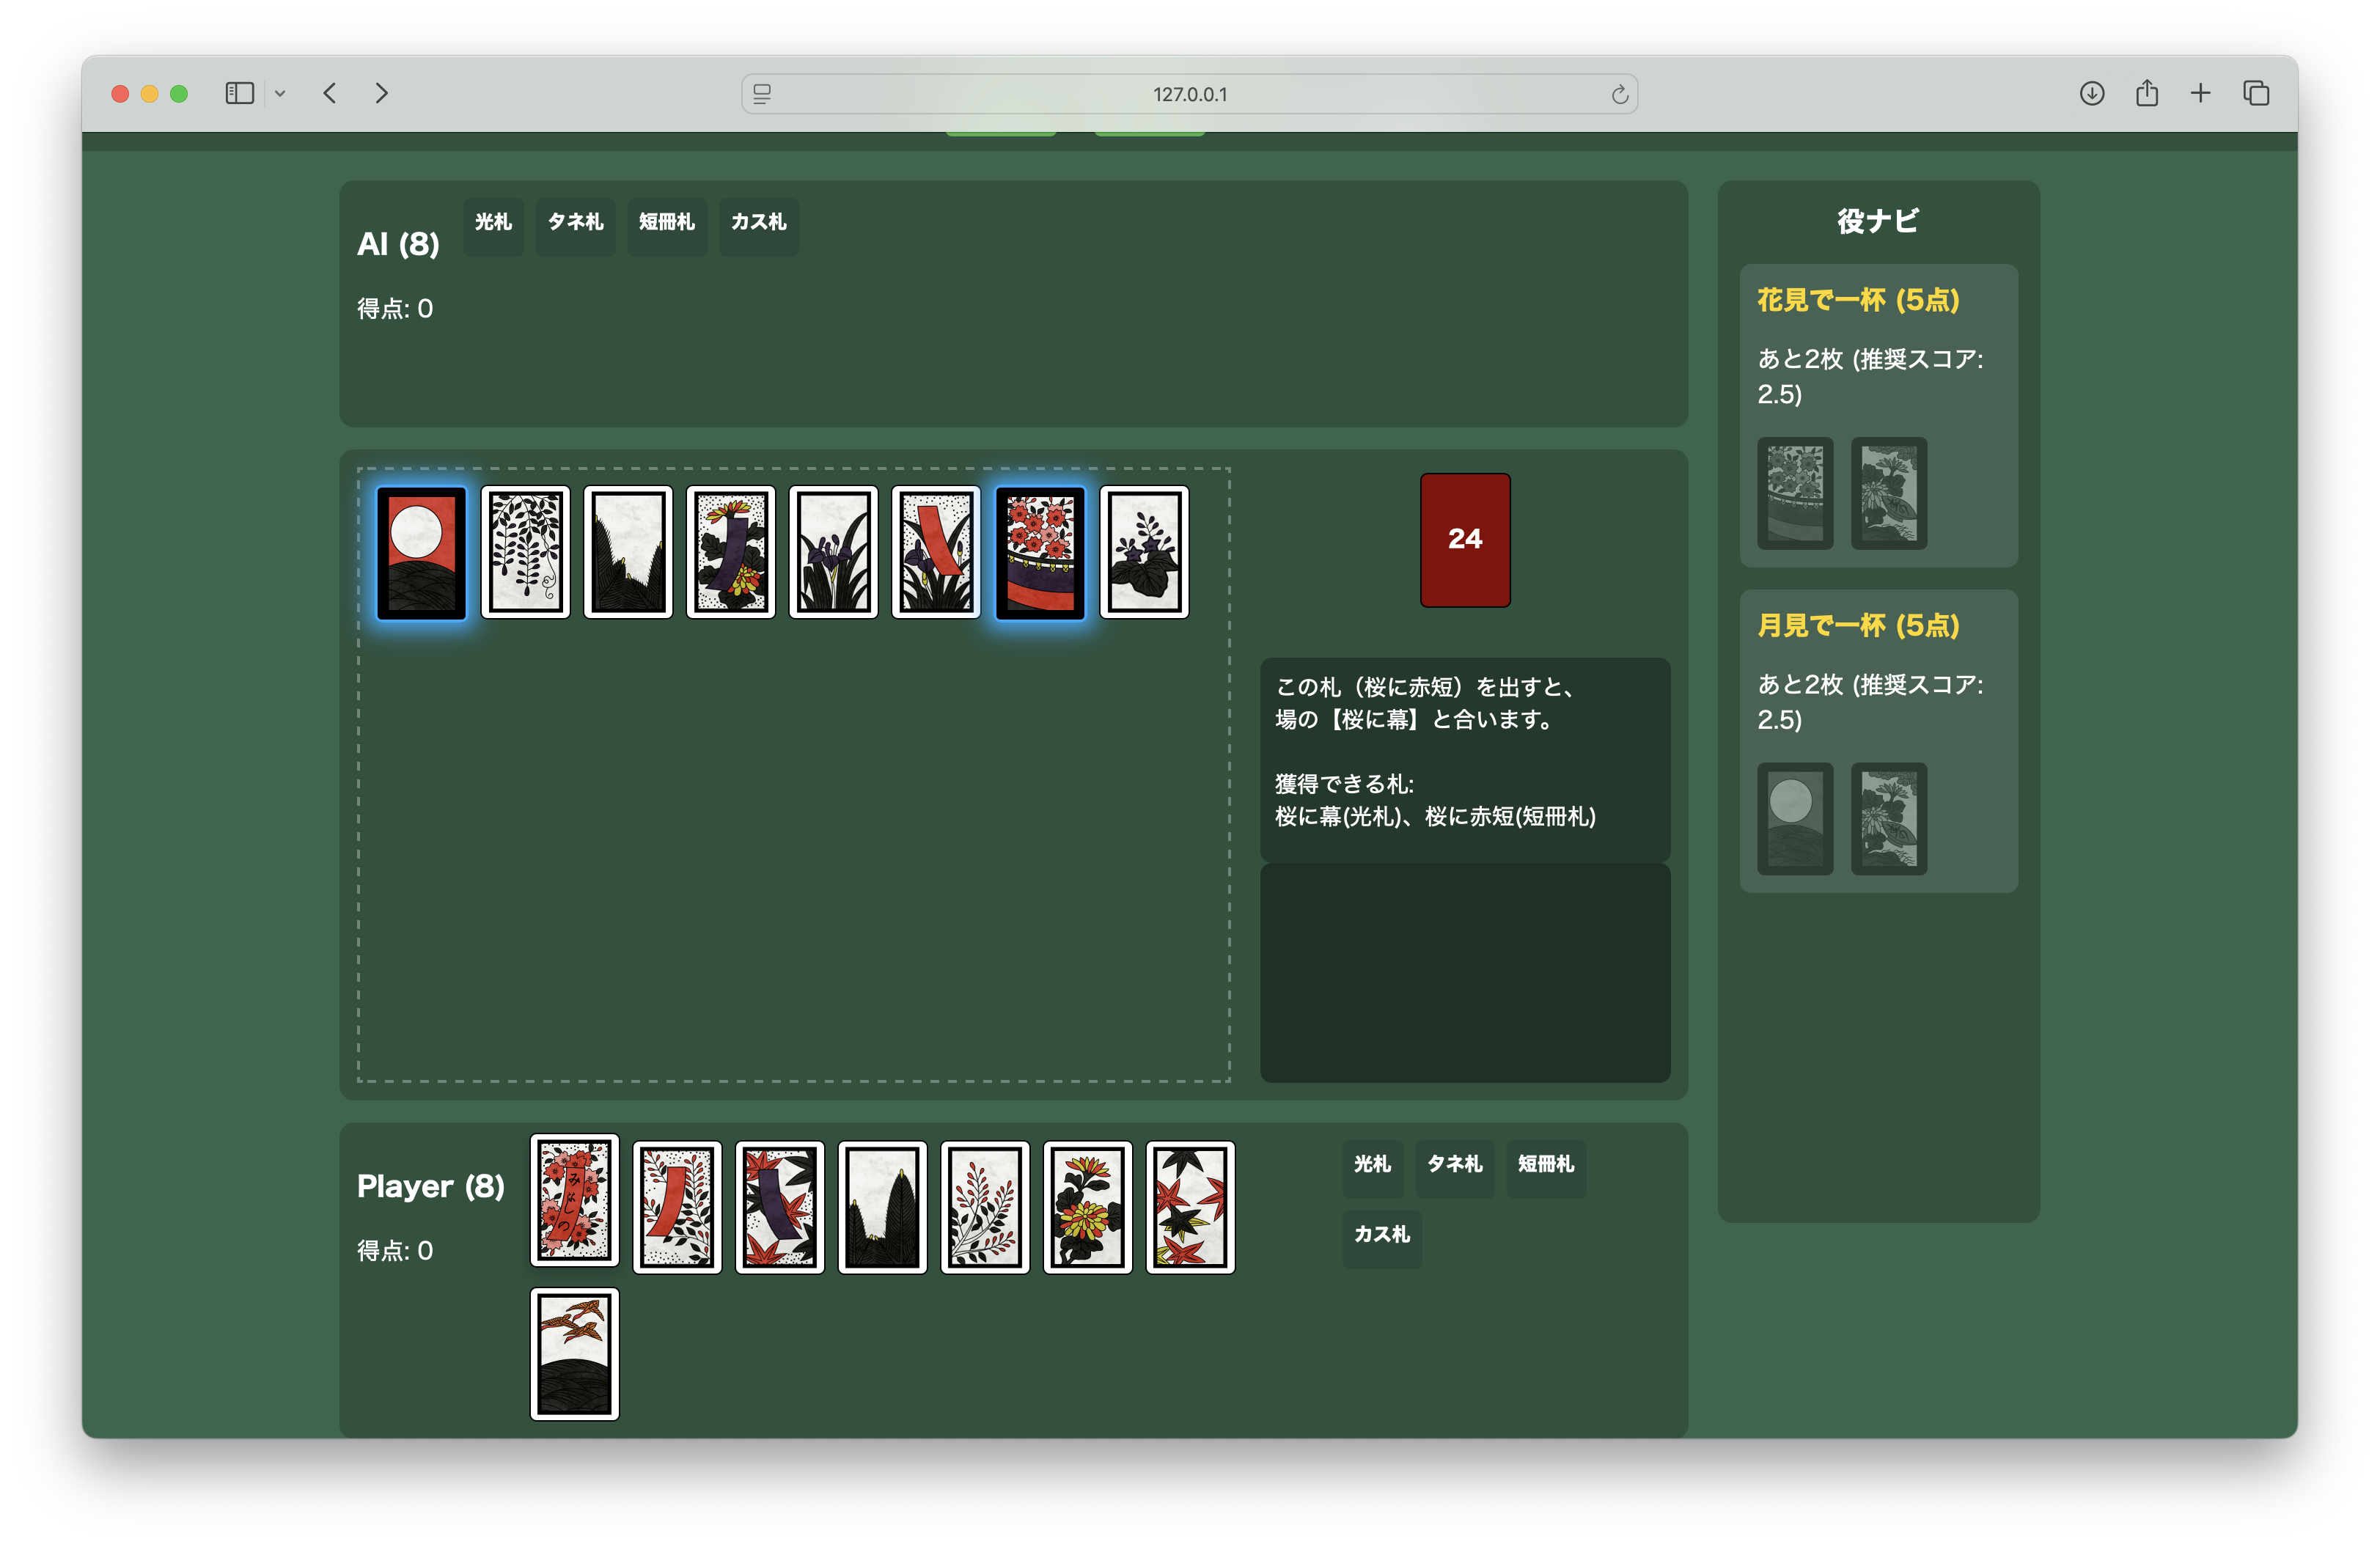 127.0.0.1
AI (8)
得点: 0
光札
タネ札
短冊札
カス札
24
この札（桜に赤短）を出すと、
場の【桜に幕】と合います。
獲得できる札:
桜に幕(光札)、桜に赤短(短冊札)
Player (8)
得点: 0
みよしの
光札
タネ札
短冊札
カス札
役ナビ
花見で一杯 (5点)
あと2枚 (推奨スコア:
2.5)
月見で一杯 (5点)
あと2枚 (推奨スコア:
2.5)